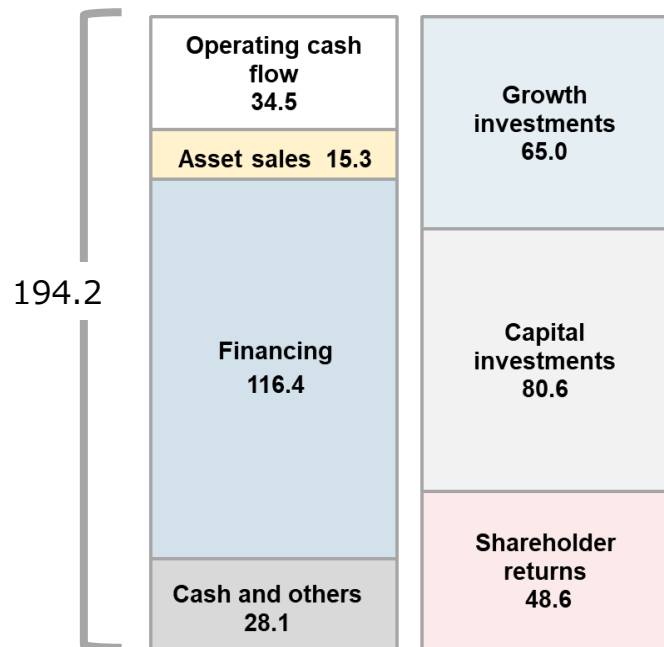 194.2
Operating cash
flow
34.5
Asset sales 15.3
Financing
116.4
Cash and others
28.1
Growth
investments
65.0
Capital
investments
80.6
Shareholder
returns
48.6